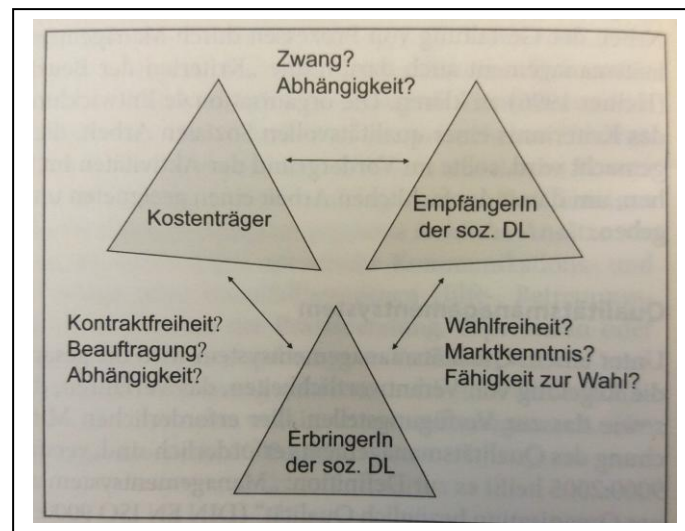 Zwang?
Abhängigkeit?
Kostenträger
EmpfängerIn
der soz. DL
Kontraktfreiheit?
Beauftragung?
Abhängigkeit?
Wahlfreiheit?
Marktkenntnis?
Fähigkeit zur Wahl?
ErbringerIn
der soz. DL